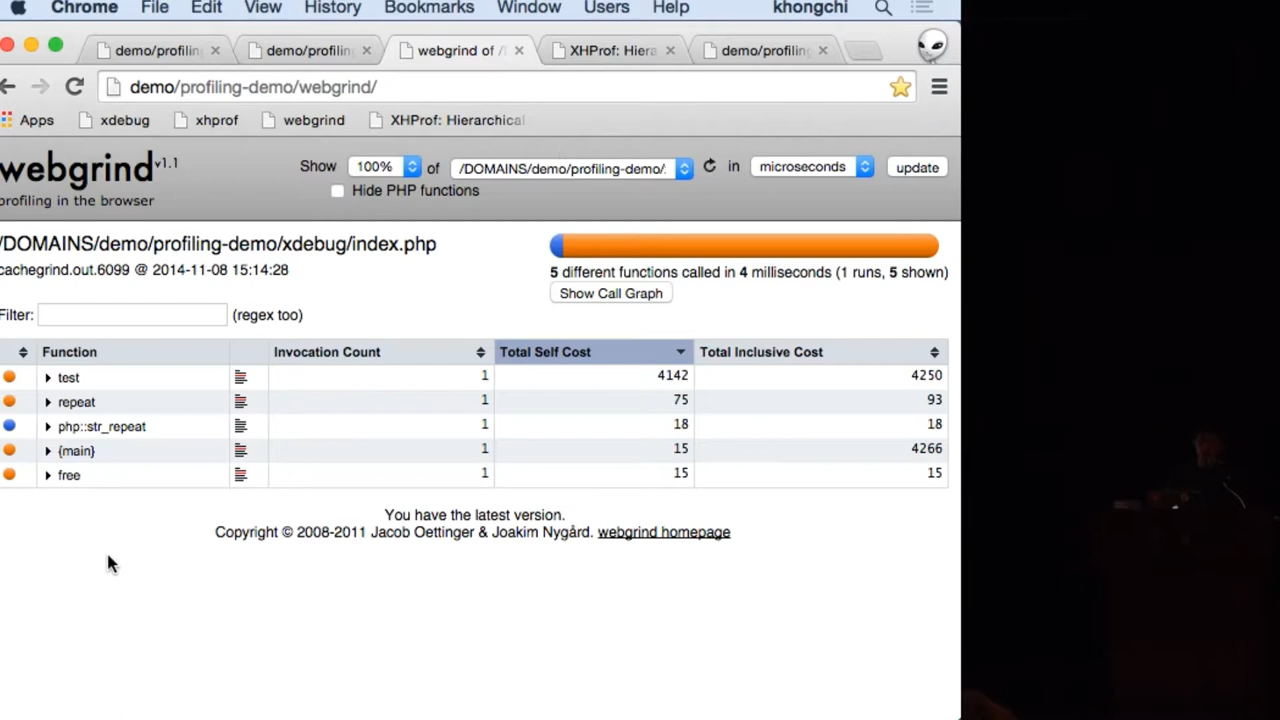 Chrome File Edit View History Bookmarks Window Users Help khongchi
demo/profilin demo/profilin webgrind of / XHProf: Hiera demo/profilin
demo/profiling-demo/webgrind/
Apps xdebug xhprof webgrind XHProf: Hierarchical
webgrind v1.1
profiling in the browser
Show 100% of /DOMAINS/demo/profiling-demo/: in microseconds update
Hide PHP functions
/DOMAINS/demo/profiling-demo/xdebug/index.php
cachegrind.out.6099 @ 2014-11-08 15:14:28
5 different functions called in 4 milliseconds (1 runs, 5 shown)
Show Call Graph
Filter: (regex too)
Function Invocation Count Total Self Cost Total Inclusive Cost
test 1 4142 4250
repeat 1 75 93
php::str_repeat 1 18 18
{main} 1 15 4266
free 1 15 15
You have the latest version.
Copyright © 2008-2011 Jacob Oettinger & Joakim Nygård. webgrind homepage